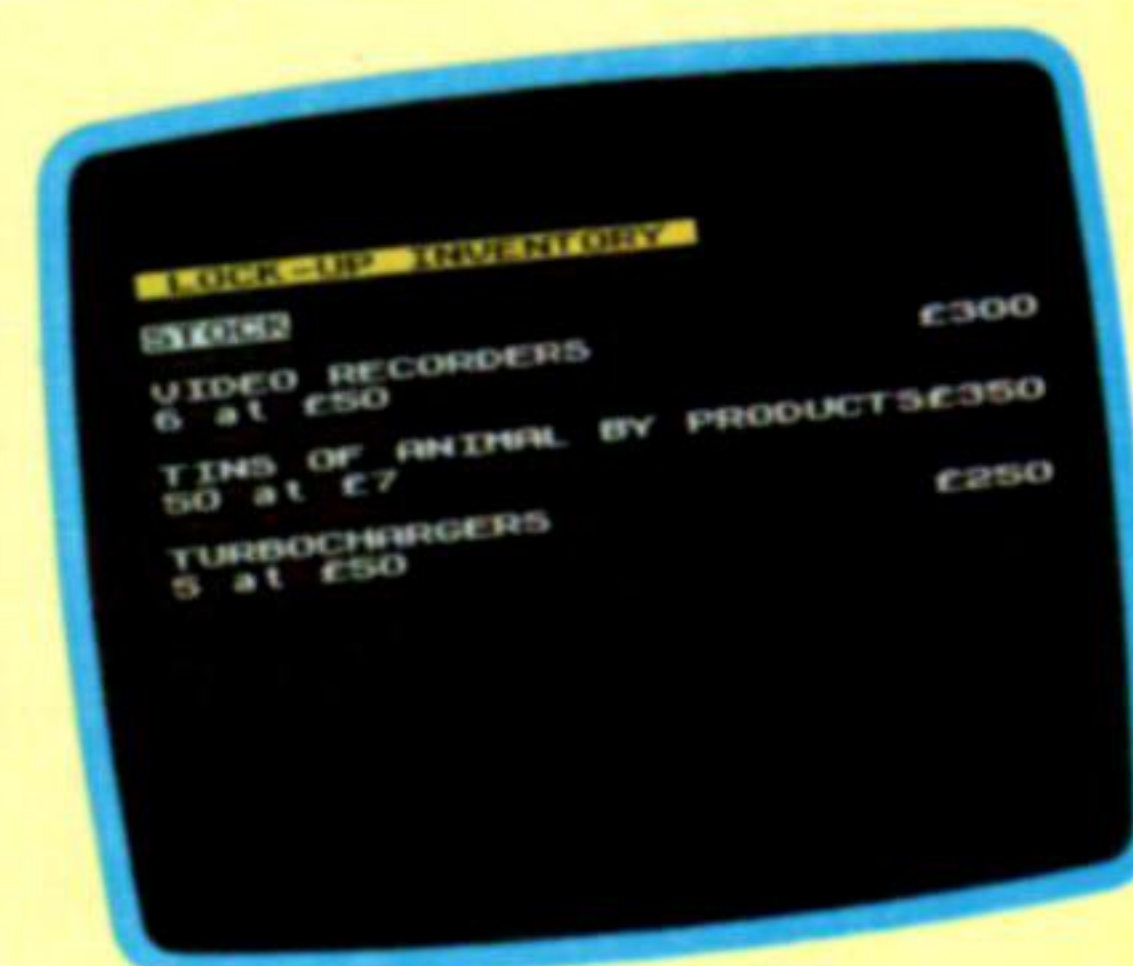 LOCK-UP INVENTORY
STOCK
VIDEO RECORDERS £300
6 at £50
TINS OF ANIMAL BY PRODUCTS£350
50 at £7
TURBOCHARGERS £250
5 at £50